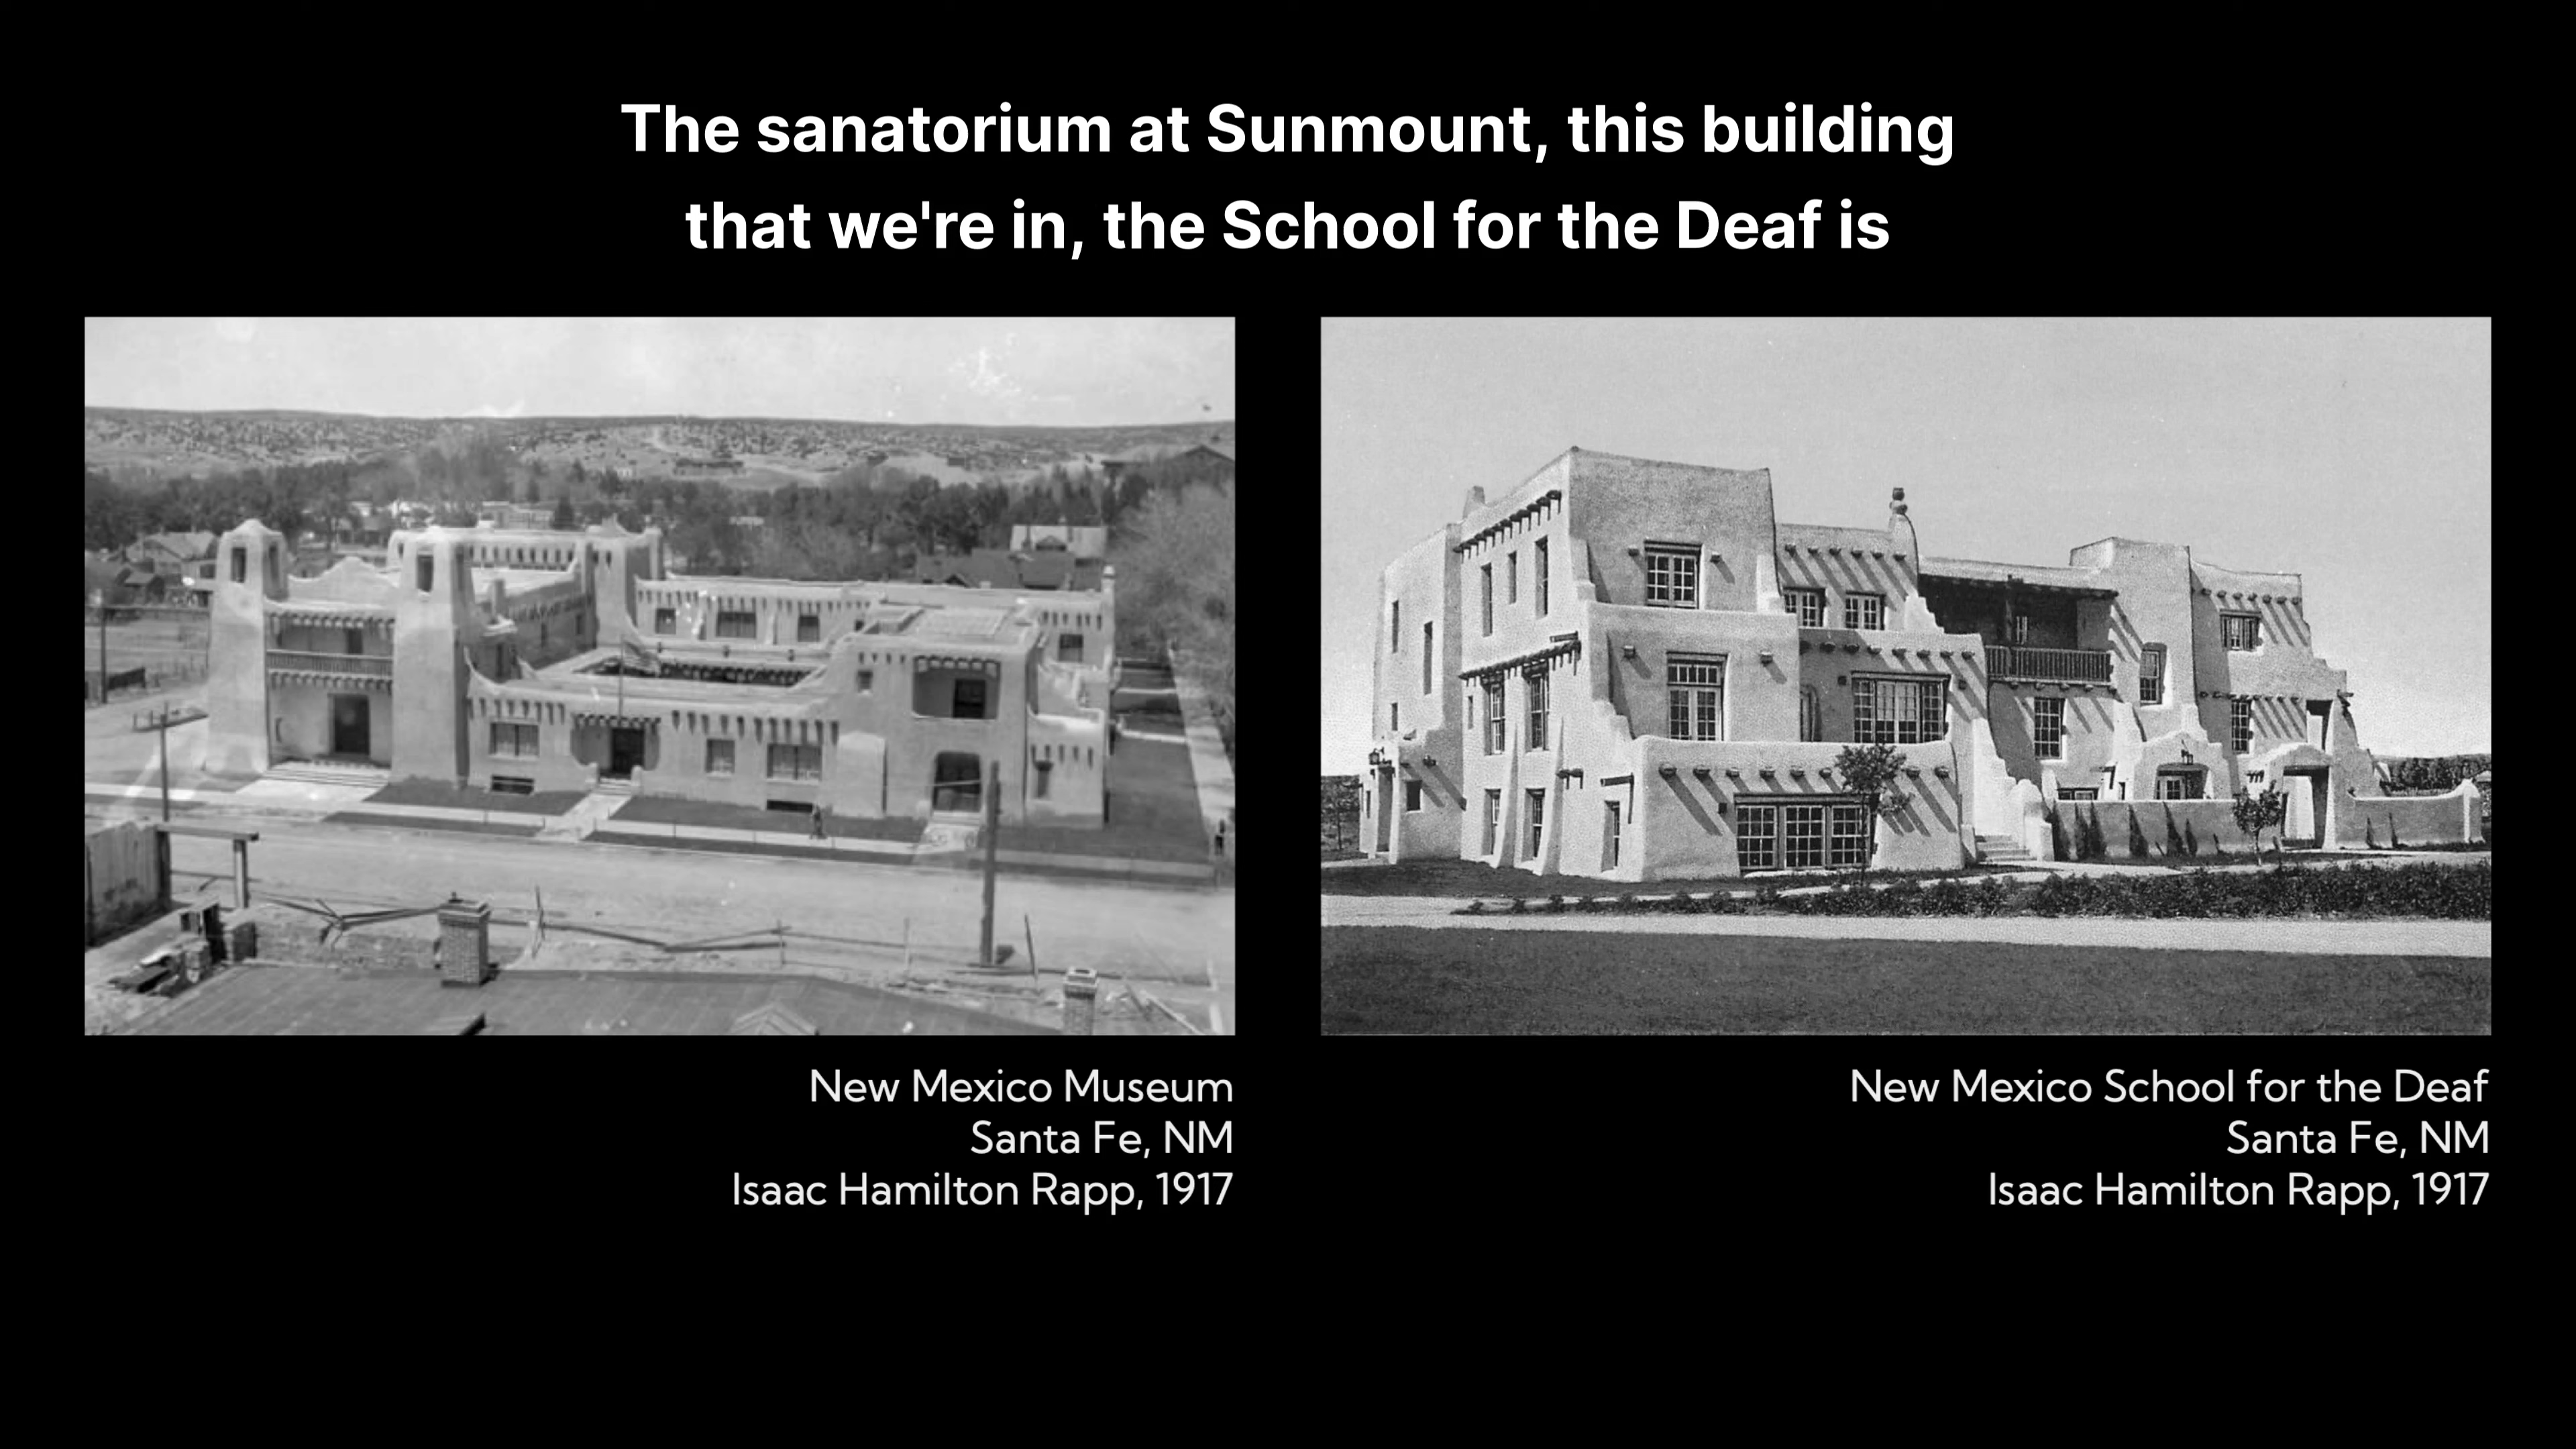 The sanatorium at Sunmount, this building
that we're in, the School for the Deaf is
New Mexico Museum
Santa Fe, NM
Isaac Hamilton Rapp, 1917
New Mexico School for the Deaf
Santa Fe, NM
Isaac Hamilton Rapp, 1917